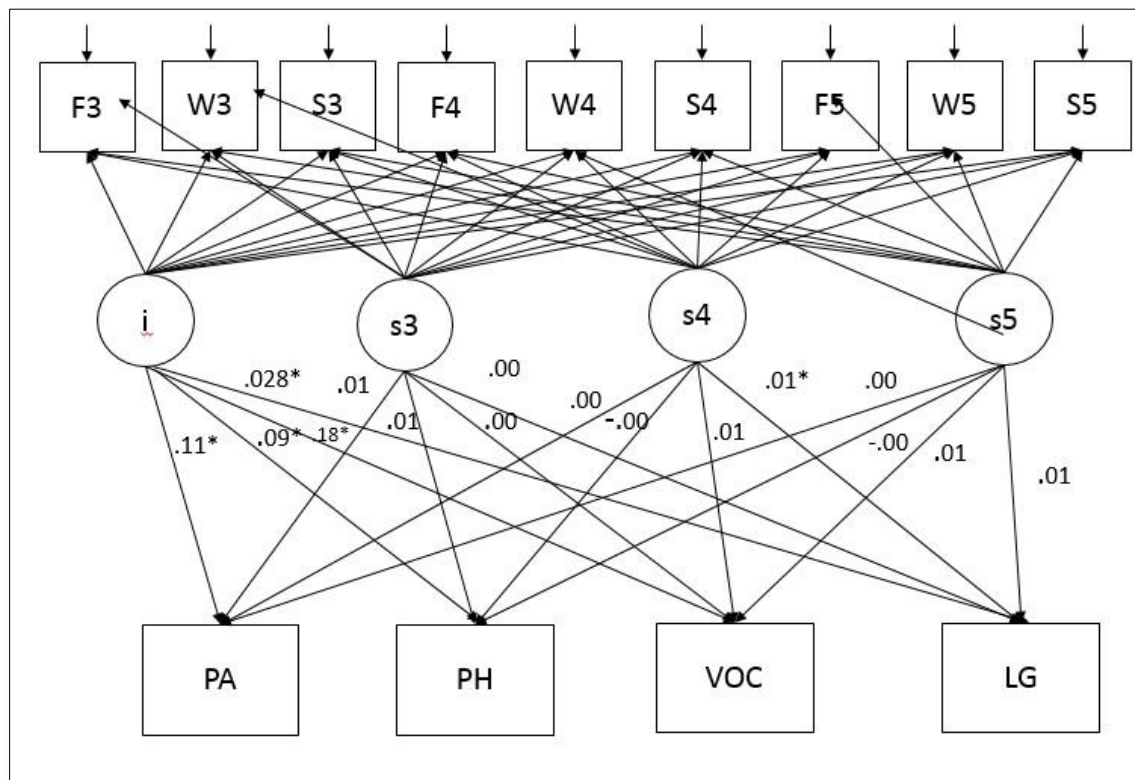 F3 W3 S3 F4 W4 S4 F5 W5 S5
i s3 s4 s5
.028* .01 .00 .00 .01* .00
.11* .09* .18* .01 .00 -.00 .01 -.00 .01 .01
PA PH VOC LG